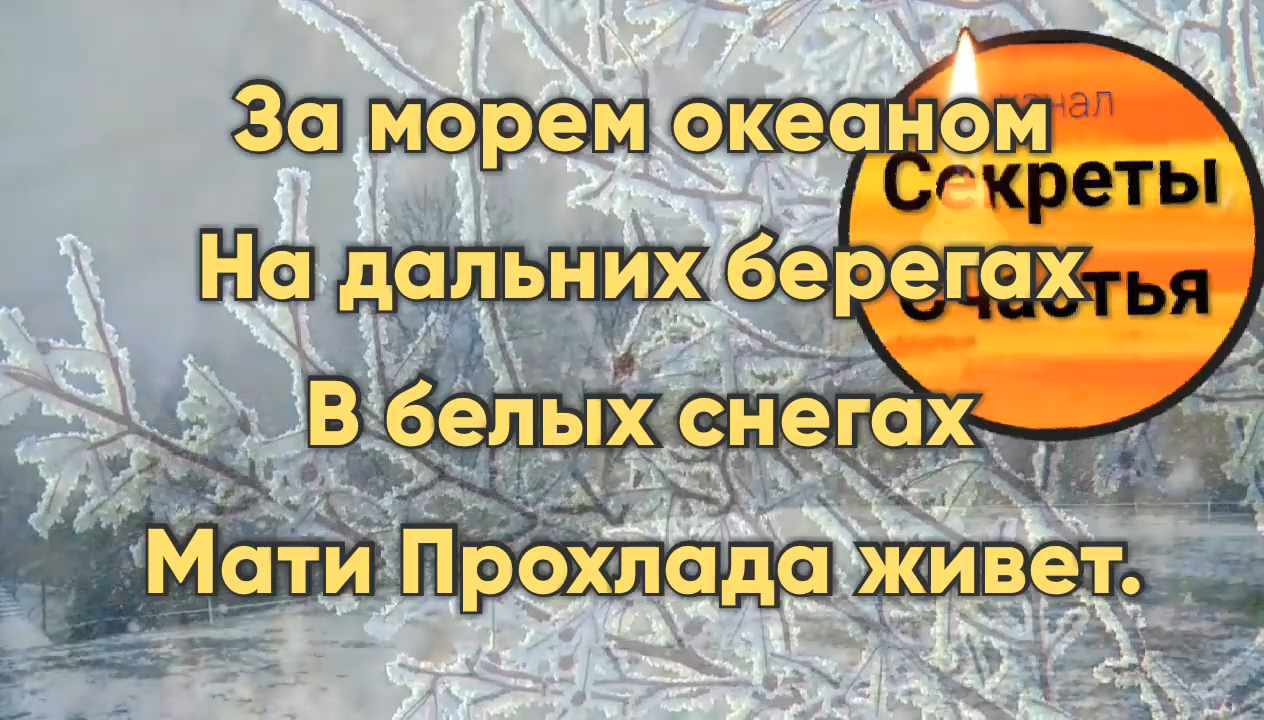 За морем океаном
На дальних берегах
В белых снегах
Мати Прохлада живет.
канал
Секреты
Счастья